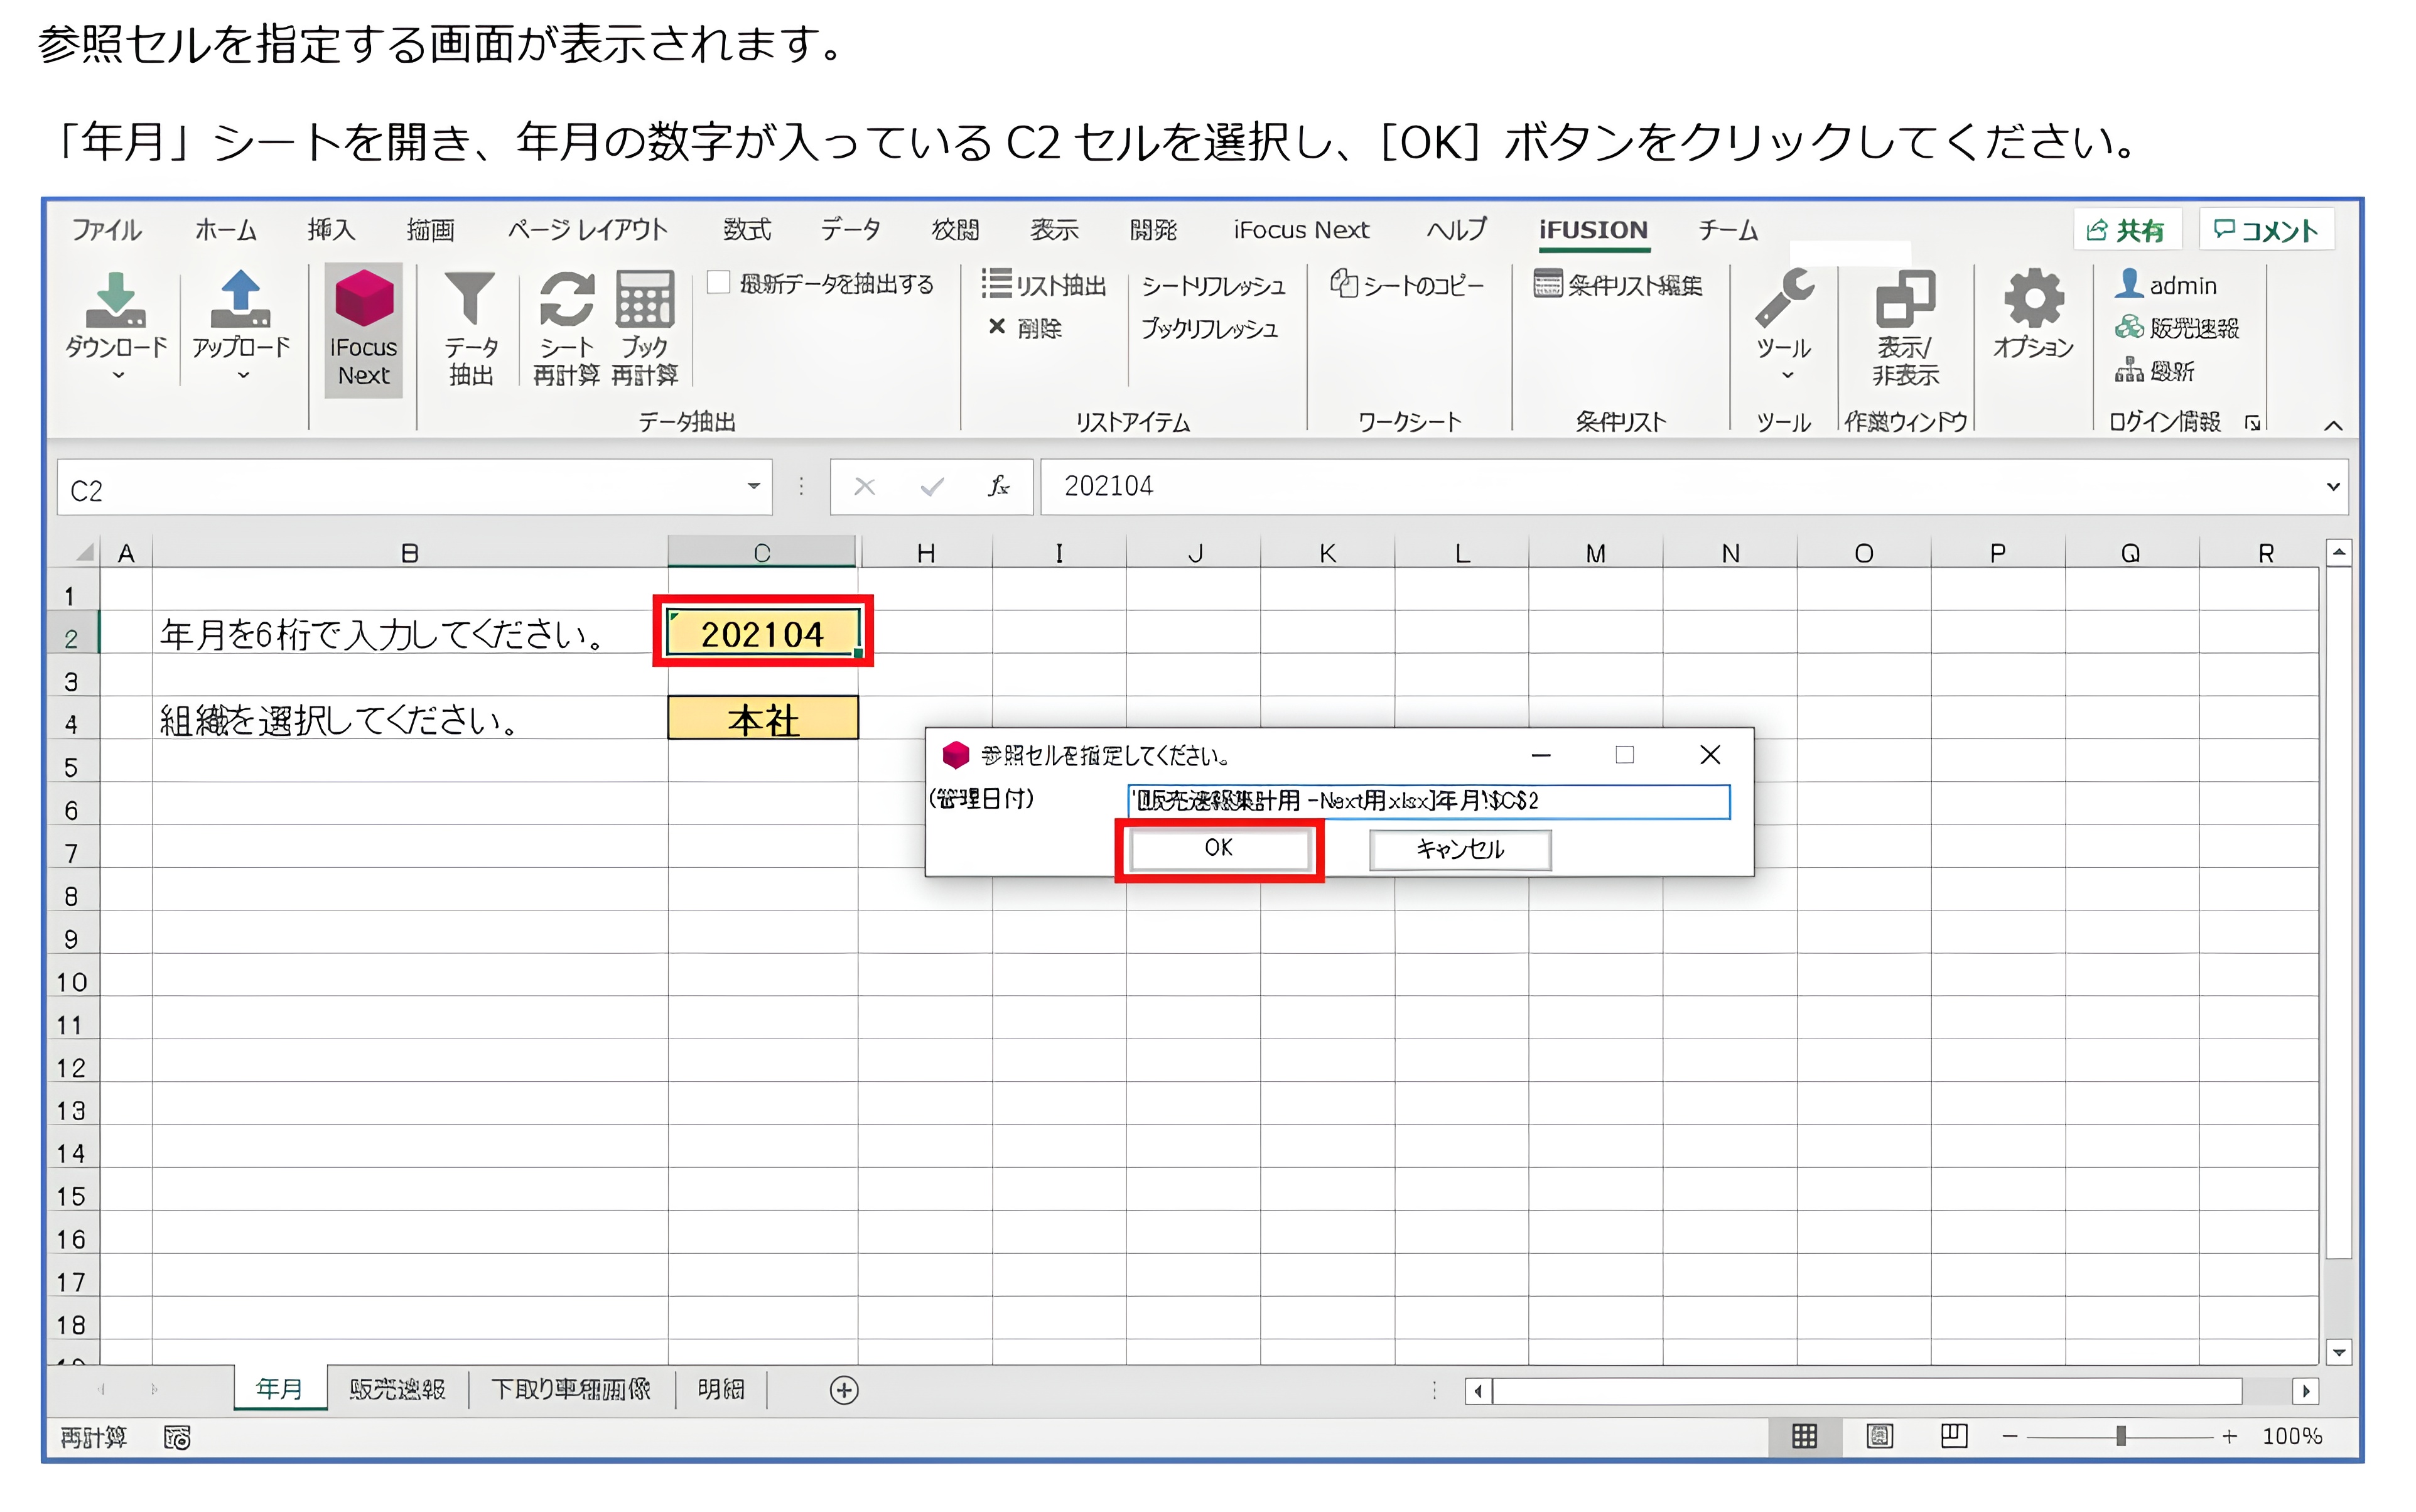 参照セルを指定する画面が表示されます。
「年月」シートを開き、年月の数字が入っている C2 セルを選択し、［OK］ボタンをクリックしてください。
ファイル ホーム 挿入 描画 ページ レイアウト 数式 データ 校閲 表示 開発 iFocus Next ヘルプ iFUSION チーム 共有 コメント
ダウンロード
アップロード
iFocus
Next
データ
抽出
シート
再計算
ブック
再計算
最新データを抽出する
データ抽出
リスト抽出
削除
シートリフレッシュ
ブックリフレッシュ
リストアイテム
シートのコピー
ワークシート
条件リスト編集
条件リスト
ツール
ツール
表示/
非表示
作業ウィンドウ
オプション
admin
販売速報
最新
ログイン情報
C2 fx 202104
A B C H I J K L M N O P Q R
1
2 年月を6桁で入力してください。 202104
3
4 組織を選択してください。 本社
5
6
7
8
9
10
11
12
13
14
15
16
17
18
19
参照セルを指定してください。
(管理日付) '[販売速報集計用-Next用.xlsx]年月'!$C$2
OK キャンセル
年月 販売速報 下取り車種画像 明細
再計算 100%